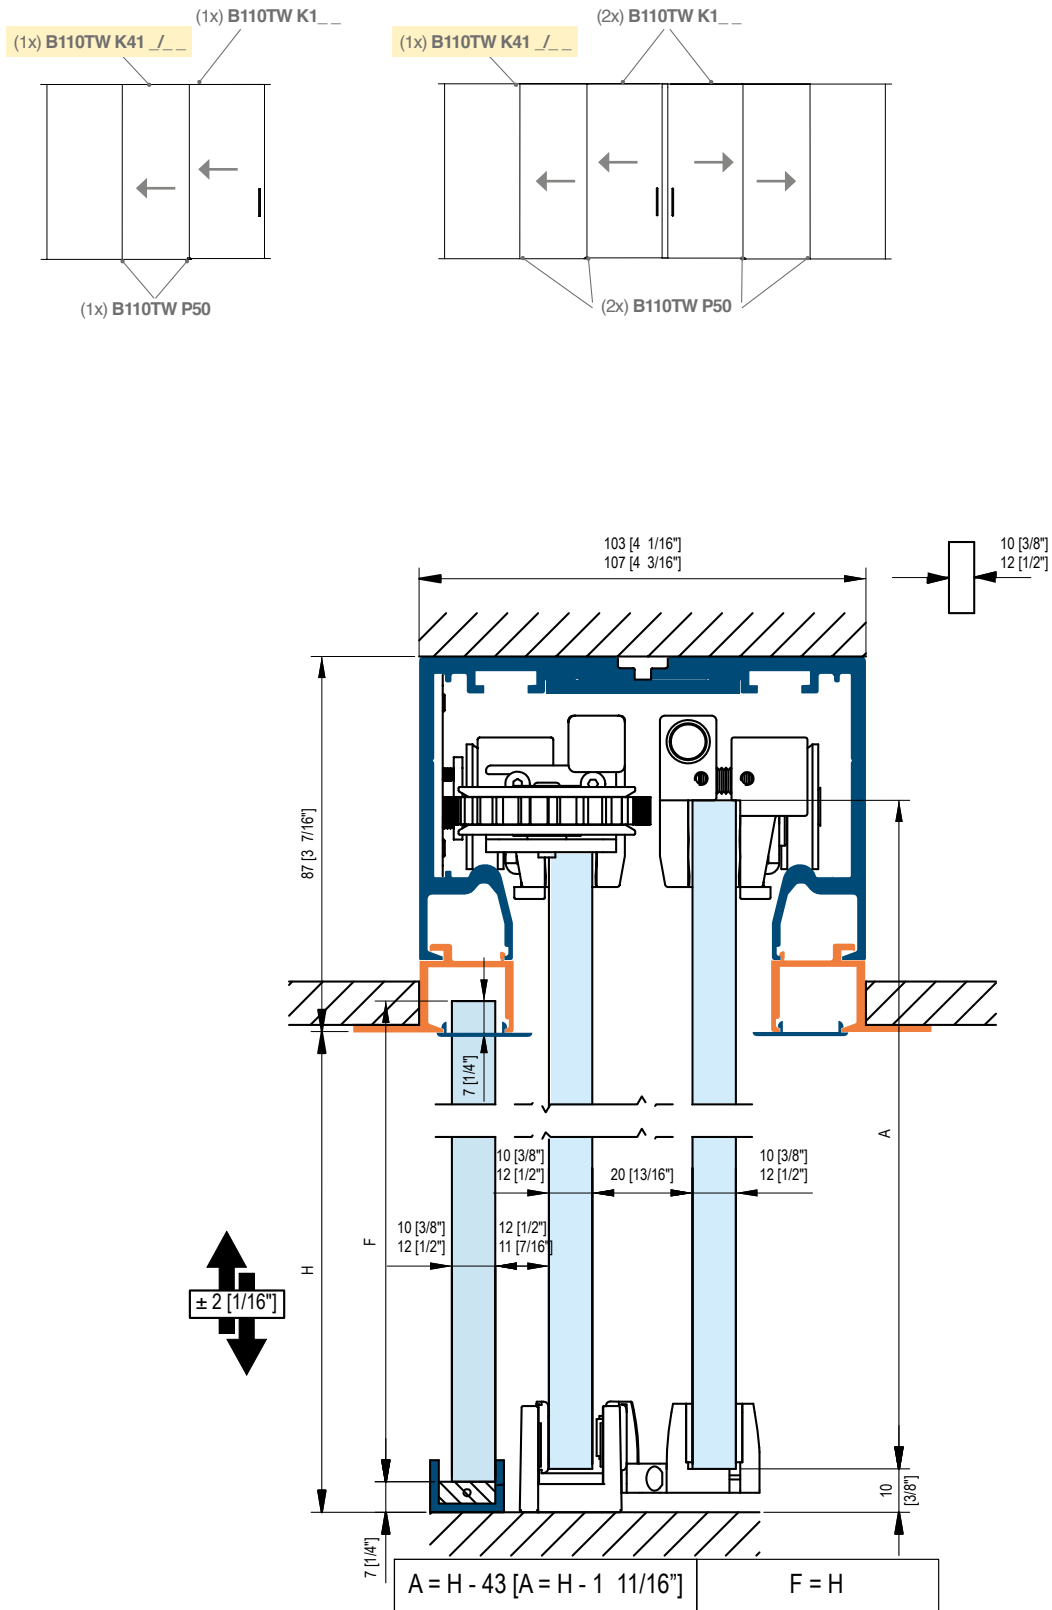 (1x) B110TW K1_ _
(1x) B110TW K41 _/_ _
(1x) B110TW P50
(2x) B110TW K1_ _
(1x) B110TW K41 _/_ _
(2x) B110TW P50
103 [4 1/16"]
107 [4 3/16"]
10 [3/8"]
12 [1/2"]
87 [3 7/16"]
7 [1/4"]
A
10 [3/8"]
12 [1/2"]
20 [13/16"]
10 [3/8"]
12 [1/2"]
10 [3/8"]
12 [1/2"]
12 [1/2"]
11 [7/16"]
F
H
± 2 [1/16"]
10
[3/8"]
7 [1/4"]
A = H - 43 [A = H - 1 11/16”]
F = H